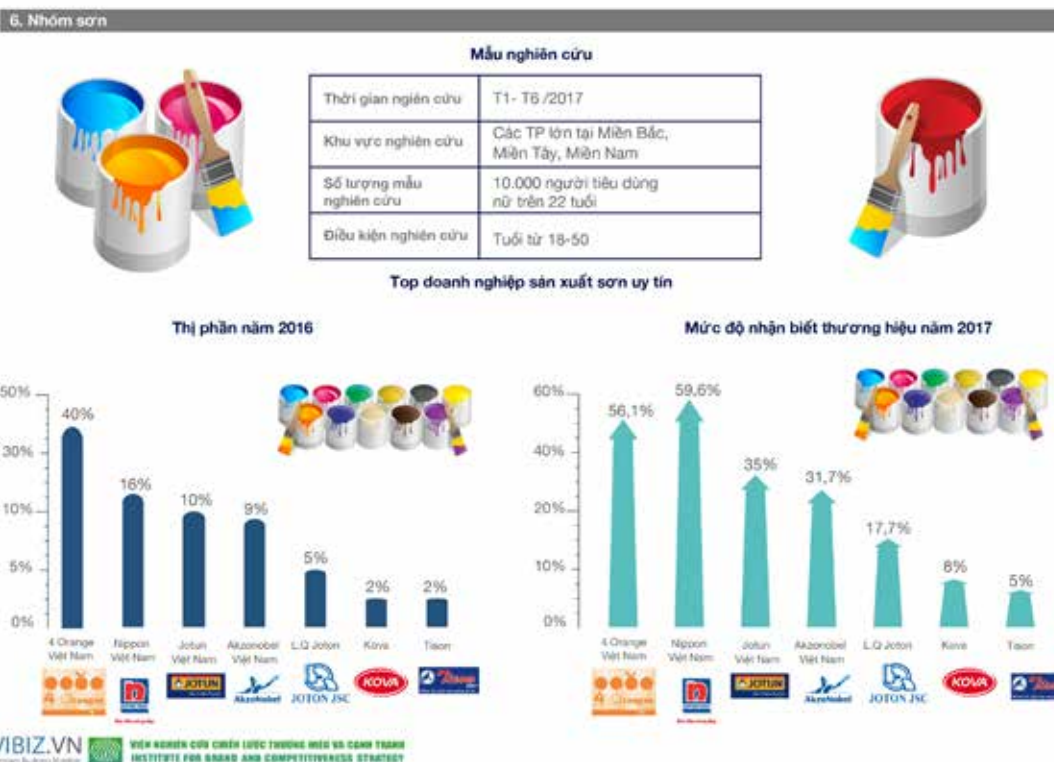 6. Nhóm sơn
Mẫu nghiên cứu
Thời gian ngiên cứu
T1- T6 /2017
Khu vực nghiên cứu
Các TP lớn tại Miền Bắc,
Miền Tây, Miền Nam
Số lượng mẫu
nghiên cứu
10.000 người tiêu dùng
nữ trên 22 tuổi
Điều kiện nghiên cứu
Tuổi từ 18-50
Top doanh nghiệp sản xuất sơn uy tín
Thị phần năm 2016
50%
30%
10%
5%
0%
40%
16%
10%
9%
5%
2%
2%
4 Orange
Việt Nam
Nippon
Việt Nam
Jotun
Việt Nam
Akzonobel
Việt Nam
L.Q Joton
Kova
Tison
JOTUN
AkzoNobel
JOTON JSC
KOVA
Mức độ nhận biết thương hiệu năm 2017
60%
40%
20%
10%
0%
56,1%
59,6%
35%
31,7%
17,7%
8%
5%
4 Orange
Việt Nam
Nippon
Việt Nam
Jotun
Việt Nam
Akzonobel
Việt Nam
L.Q Joton
Kova
Tison
JOTUN
AkzoNobel
JOTON JSC
KOVA
VIBIZ.VN
VIỆN NGHIÊN CỨU CHIẾN LƯỢC THƯƠNG HIỆU VÀ CẠNH TRANH
INSTITUTE FOR BRAND AND COMPETITIVENESS STRATEGY